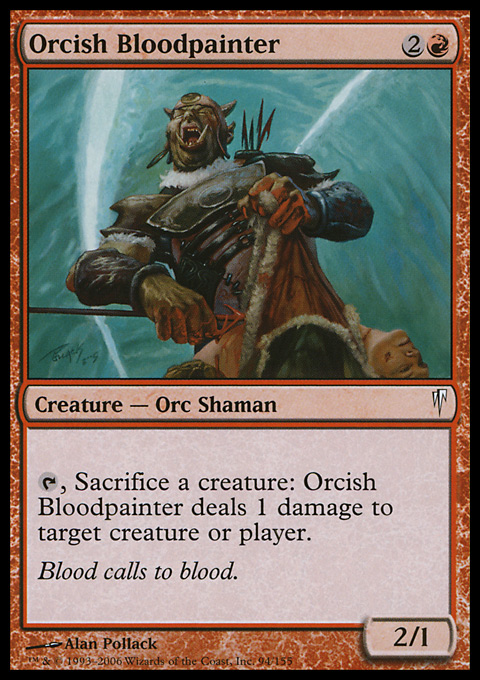 Orcish Bloodpainter 2
Creature — Orc Shaman
, Sacrifice a creature: Orcish
Bloodpainter deals 1 damage to
target creature or player.
Blood calls to blood.
Alan Pollack
2/1
™ & © 1993–2006 Wizards of the Coast, Inc. 94/155